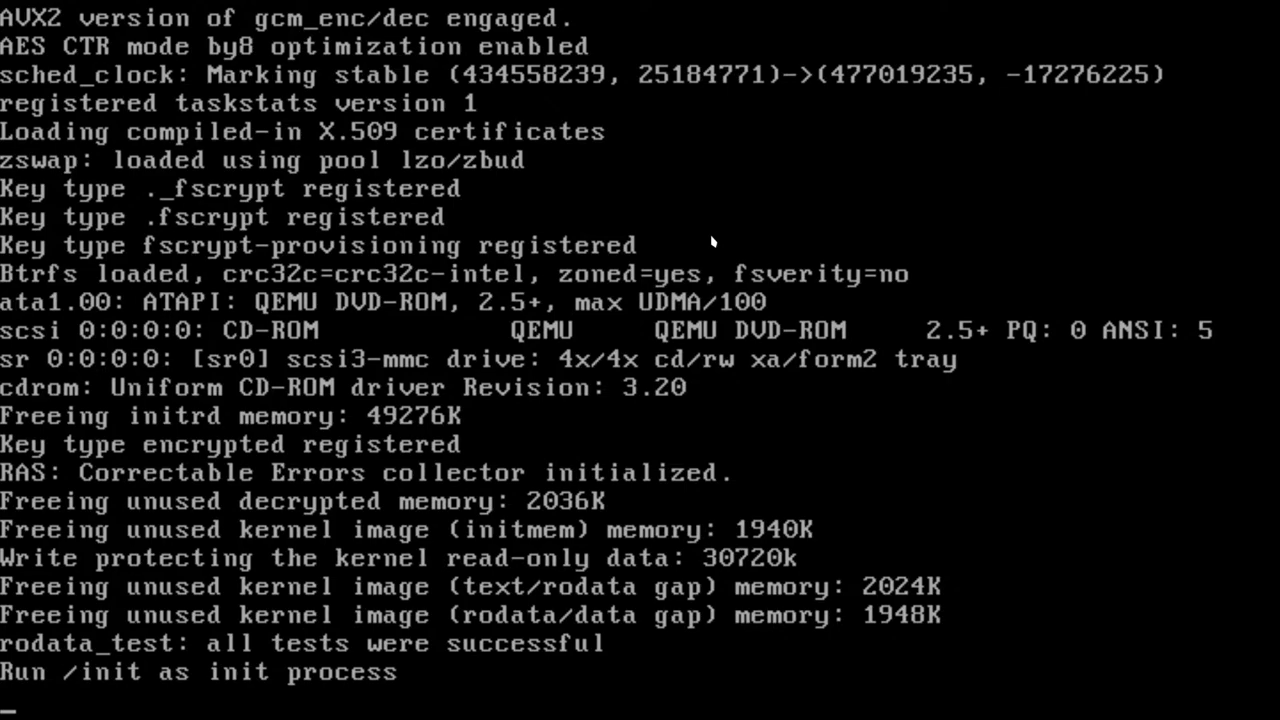 AVX2 version of gcm_enc/dec engaged.
AES CTR mode by8 optimization enabled
sched_clock: Marking stable (434558239, 25184771)->(477019235, -17276225)
registered taskstats version 1
Loading compiled-in X.509 certificates
zswap: loaded using pool lzo/zbud
Key type ._fscrypt registered
Key type .fscrypt registered
Key type fscrypt-provisioning registered
Btrfs loaded, crc32c=crc32c-intel, zoned=yes, fsverity=no
ata1.00: ATAPI: QEMU DVD-ROM, 2.5+, max UDMA/100
scsi 0:0:0:0: CD-ROM            QEMU     QEMU DVD-ROM     2.5+ PQ: 0 ANSI: 5
sr 0:0:0:0: [sr0] scsi3-mmc drive: 4x/4x cd/rw xa/form2 tray
cdrom: Uniform CD-ROM driver Revision: 3.20
Freeing initrd memory: 49276K
Key type encrypted registered
RAS: Correctable Errors collector initialized.
Freeing unused decrypted memory: 2036K
Freeing unused kernel image (initmem) memory: 1940K
Write protecting the kernel read-only data: 30720k
Freeing unused kernel image (text/rodata gap) memory: 2024K
Freeing unused kernel image (rodata/data gap) memory: 1948K
rodata_test: all tests were successful
Run /init as init process